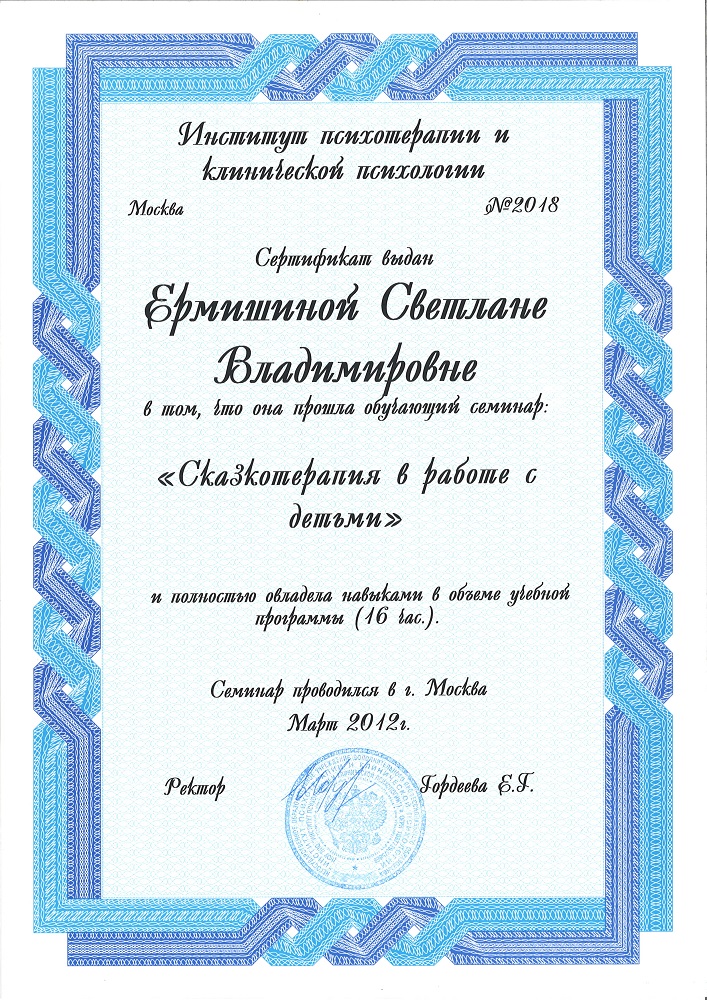 Институт психотерапии и
клинической психологии
Москва №2018
Сертификат выдан
Ермишиной Светлане
Владимировне
в том, что она прошла обучающий семинар:
«Сказкотерапия в работе с
детьми»
и полностью овладела навыками в объеме учебной
программы (16 час.).
Семинар проводился в г. Москва
Март 2012г.
Ректор Гордеева Е.Г.